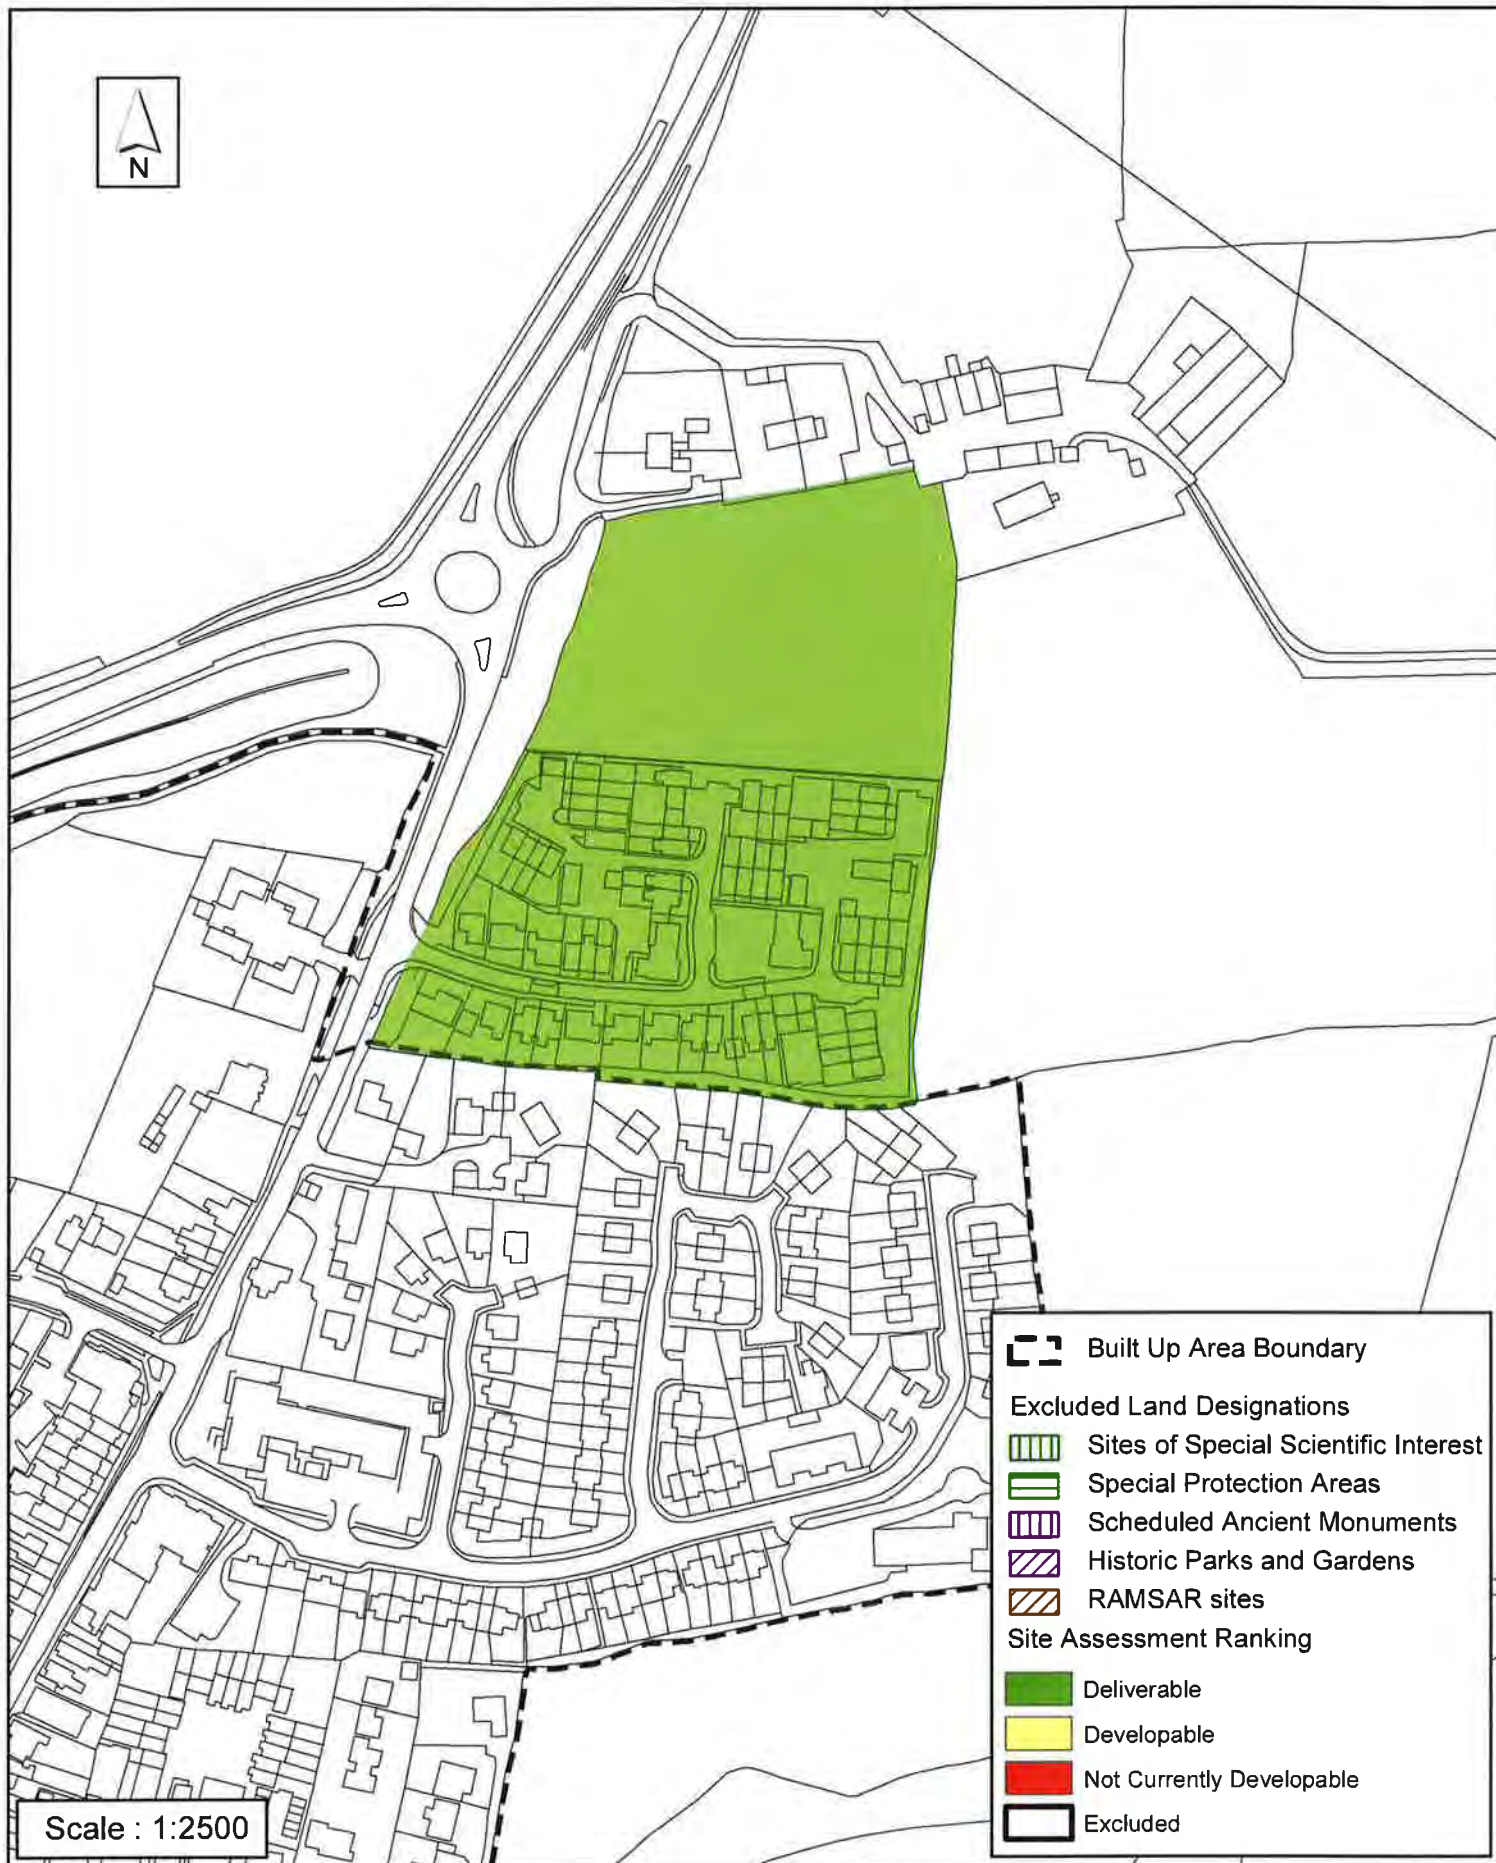 N
Built Up Area Boundary
Excluded Land Designations
Sites of Special Scientific Interest
Special Protection Areas
Scheduled Ancient Monuments
Historic Parks and Gardens
RAMSAR sites
Site Assessment Ranking
Deliverable
Developable
Not Currently Developable
Excluded
Scale : 1:2500